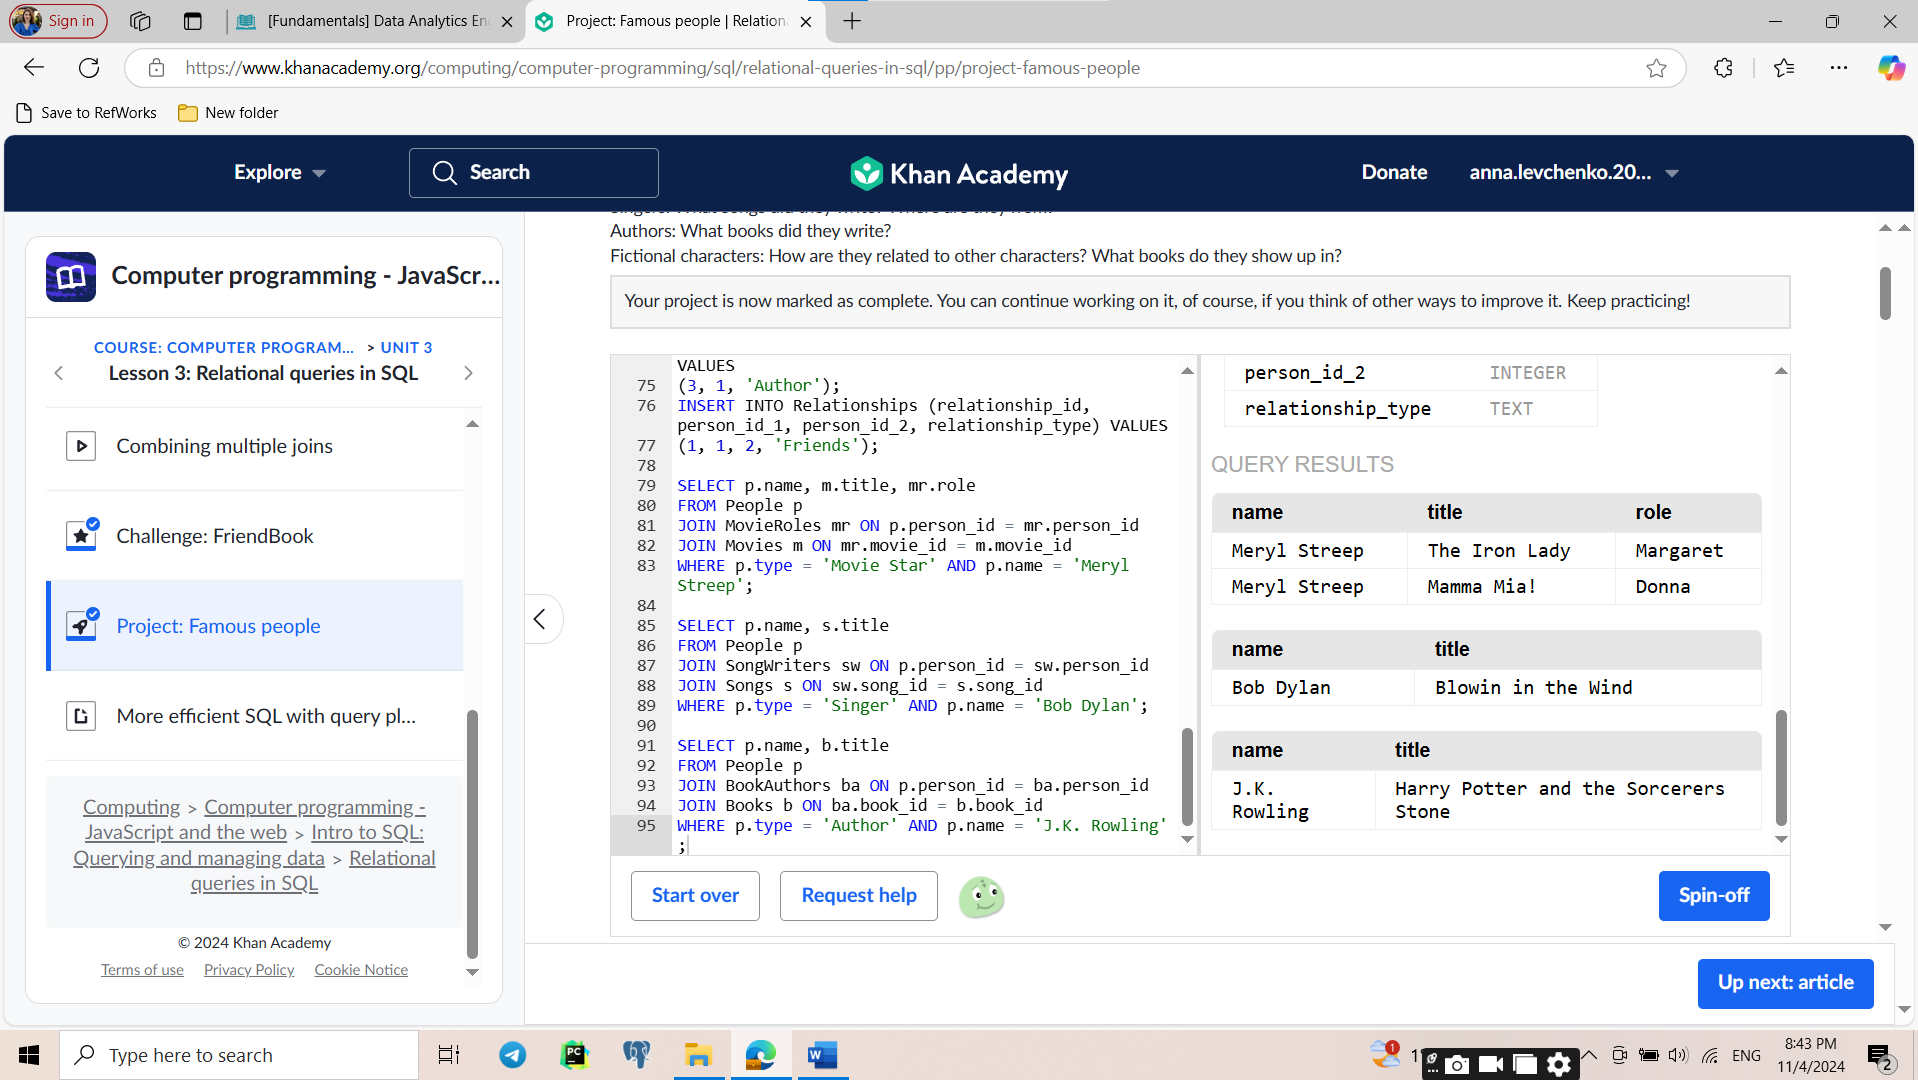 Sign in
[Fundamentals] Data Analytics En
Project: Famous people | Relation
https://www.khanacademy.org/computing/computer-programming/sql/relational-queries-in-sql/pp/project-famous-people
Save to RefWorks
New folder
Explore
Search
Khan Academy
Donate
anna.levchenko.20...
Computer programming - JavaScr...
COURSE: COMPUTER PROGRAM... > UNIT 3
Lesson 3: Relational queries in SQL
Combining multiple joins
Challenge: FriendBook
Project: Famous people
More efficient SQL with query pl...
Computing > Computer programming -
JavaScript and the web > Intro to SQL:
Querying and managing data > Relational
queries in SQL
© 2024 Khan Academy
Terms of use Privacy Policy Cookie Notice
Authors: What books did they write?
Fictional characters: How are they related to other characters? What books do they show up in?
Your project is now marked as complete. You can continue working on it, of course, if you think of other ways to improve it. Keep practicing!
VALUES
75 (3, 1, 'Author');
76 INSERT INTO Relationships (relationship_id,
person_id_1, person_id_2, relationship_type) VALUES
77 (1, 1, 2, 'Friends');
78
79 SELECT p.name, m.title, mr.role
80 FROM People p
81 JOIN MovieRoles mr ON p.person_id = mr.person_id
82 JOIN Movies m ON mr.movie_id = m.movie_id
83 WHERE p.type = 'Movie Star' AND p.name = 'Meryl
Streep';
84
85 SELECT p.name, s.title
86 FROM People p
87 JOIN SongWriters sw ON p.person_id = sw.person_id
88 JOIN Songs s ON sw.song_id = s.song_id
89 WHERE p.type = 'Singer' AND p.name = 'Bob Dylan';
90
91 SELECT p.name, b.title
92 FROM People p
93 JOIN BookAuthors ba ON p.person_id = ba.person_id
94 JOIN Books b ON ba.book_id = b.book_id
95 WHERE p.type = 'Author' AND p.name = 'J.K. Rowling'
;
person_id_2 INTEGER
relationship_type TEXT
QUERY RESULTS
name title role
Meryl Streep The Iron Lady Margaret
Meryl Streep Mamma Mia! Donna
name title
Bob Dylan Blowin in the Wind
name title
J.K. Rowling Harry Potter and the Sorcerers Stone
Start over
Request help
Spin-off
Up next: article
Type here to search
PC
W
1
ENG
8:43 PM
11/4/2024
2